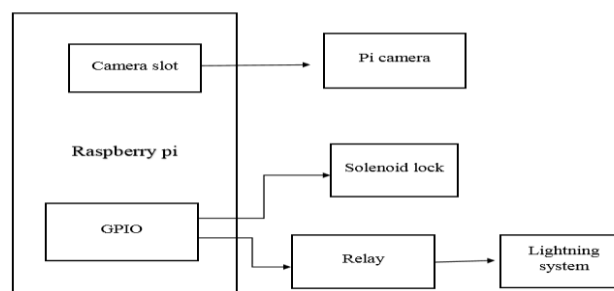 Camera slot
Pi camera
Raspberry pi
Solenoid lock
GPIO
Relay
Lightning
system